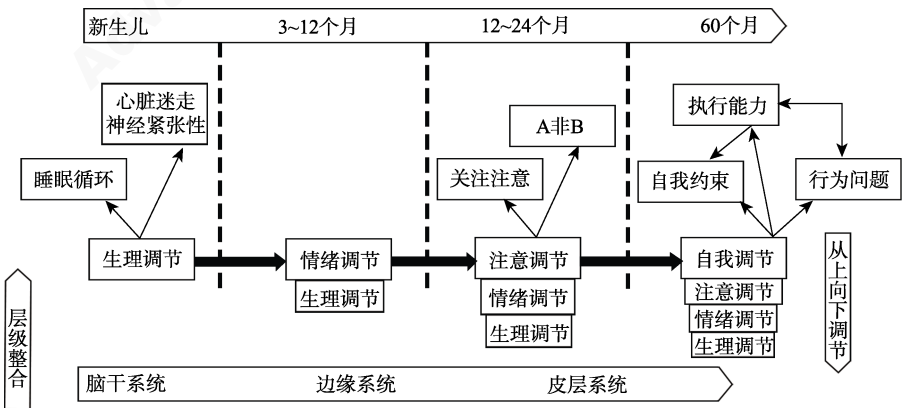 新生儿 3~12个月 12~24个月 60个月
心脏迷走
神经紧张性
睡眠循环
A非B
关注注意
执行能力
自我约束
行为问题
生理调节
情绪调节
生理调节
注意调节
情绪调节
生理调节
自我调节
注意调节
情绪调节
生理调节
层级整合
从上向下调节
脑干系统 边缘系统 皮层系统